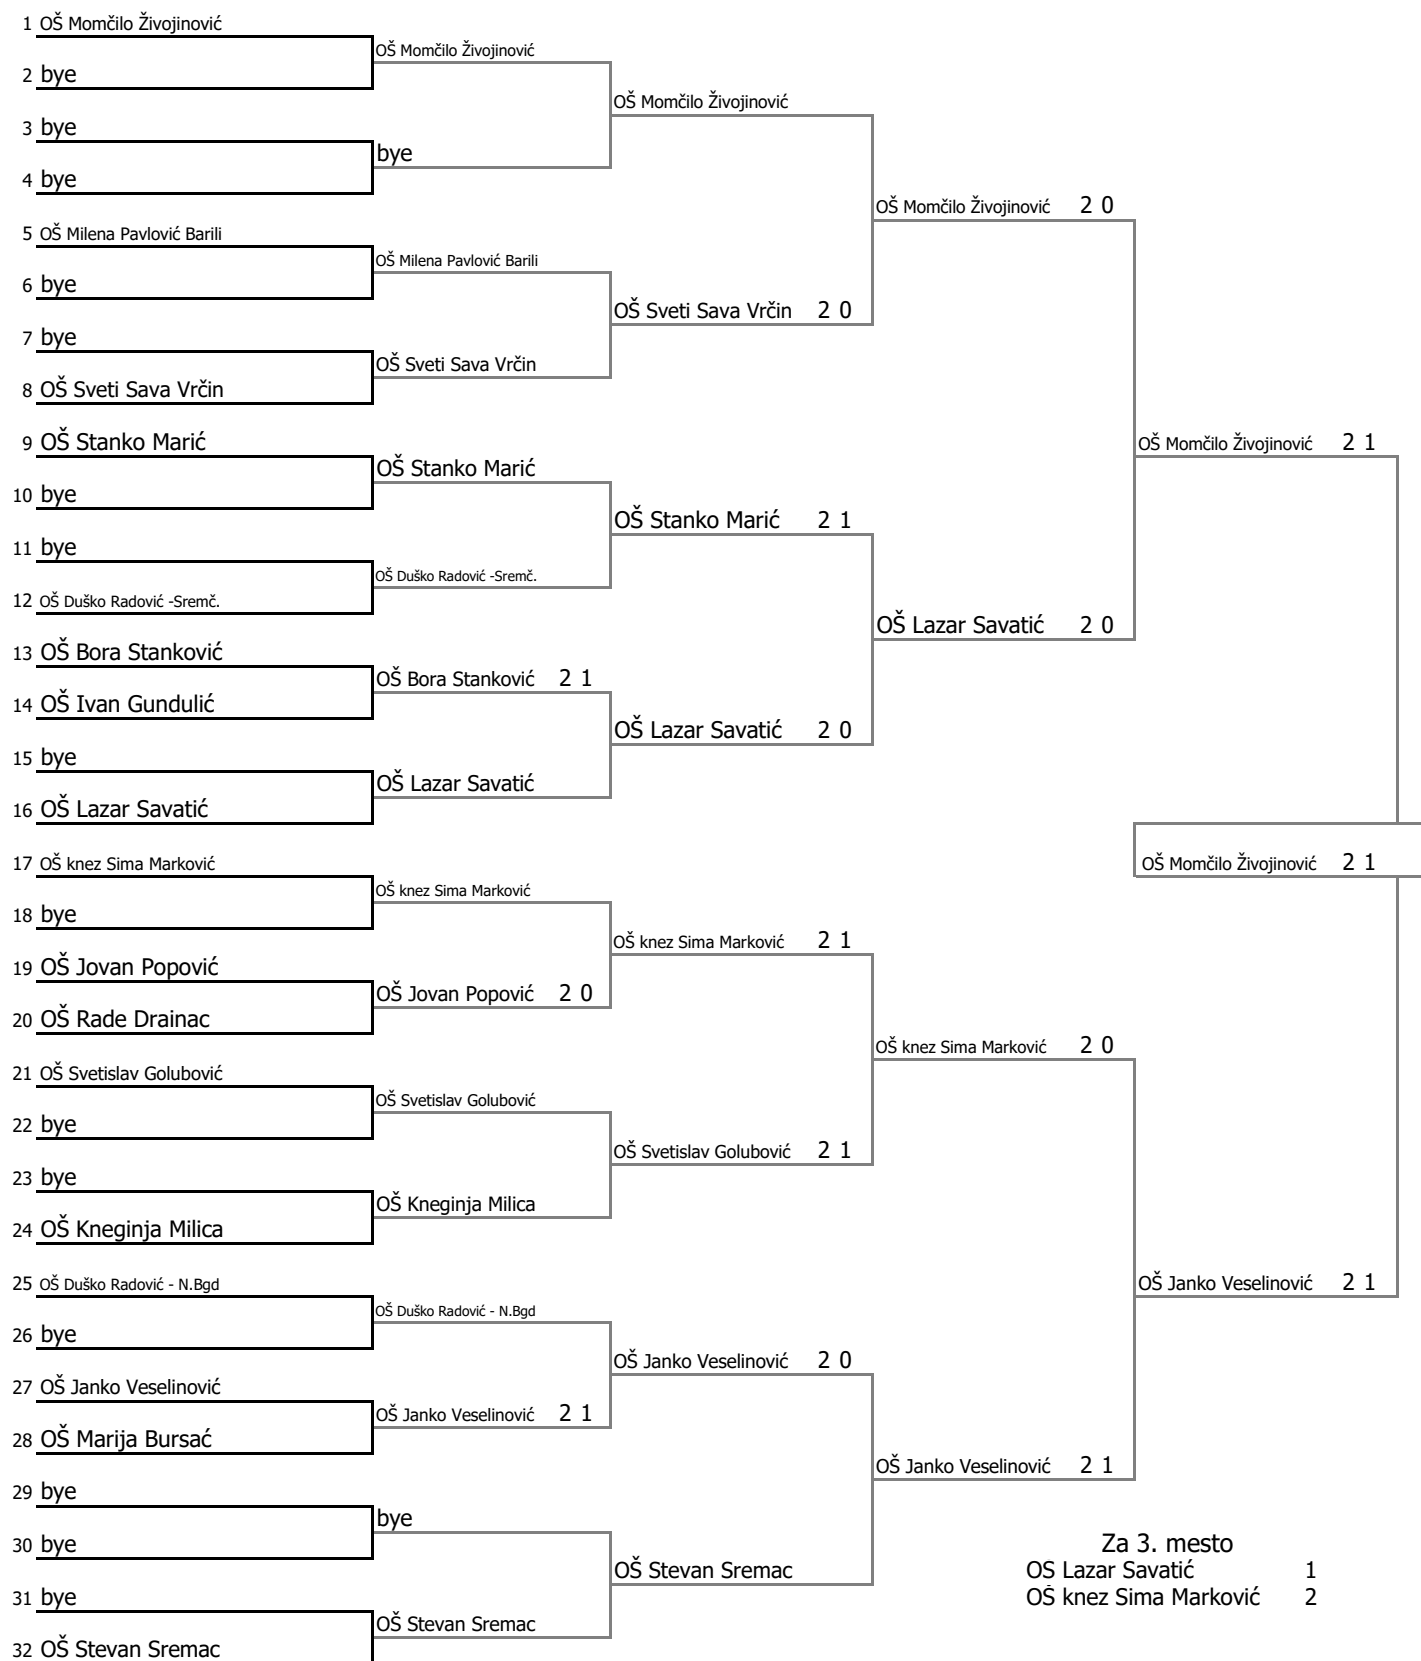 1 OŠ Momčilo Živojinović
OŠ Momčilo Živojinović
2 bye
OŠ Momčilo Živojinović
3 bye
bye
4 bye
OŠ Momčilo Živojinović 2 0
5 OŠ Milena Pavlović Barili
OŠ Milena Pavlović Barili
6 bye
OŠ Sveti Sava Vrčin 2 0
7 bye
OŠ Sveti Sava Vrčin
8 OŠ Sveti Sava Vrčin
9 OŠ Stanko Marić
OŠ Momčilo Živojinović 2 1
OŠ Stanko Marić
10 bye
OŠ Stanko Marić 2 1
11 bye
OŠ Duško Radović -Sremč.
12 OŠ Duško Radović -Sremč.
OŠ Lazar Savatić 2 0
13 OŠ Bora Stanković
OŠ Bora Stanković 2 1
14 OŠ Ivan Gundulić
OŠ Lazar Savatić 2 0
15 bye
OŠ Lazar Savatić
16 OŠ Lazar Savatić
17 OŠ knez Sima Marković
OŠ Momčilo Živojinović 2 1
OŠ knez Sima Marković
18 bye
OŠ knez Sima Marković 2 1
19 OŠ Jovan Popović
OŠ Jovan Popović 2 0
20 OŠ Rade Drainac
OŠ knez Sima Marković 2 0
21 OŠ Svetislav Golubović
OŠ Svetislav Golubović
22 bye
OŠ Svetislav Golubović 2 1
23 bye
OŠ Kneginja Milica
24 OŠ Kneginja Milica
25 OŠ Duško Radović - N.Bgd
OŠ Janko Veselinović 2 1
OŠ Duško Radović - N.Bgd
26 bye
OŠ Janko Veselinović 2 0
27 OŠ Janko Veselinović
OŠ Janko Veselinović 2 1
28 OŠ Marija Bursać
OŠ Janko Veselinović 2 1
29 bye
bye
30 bye
Za 3. mesto
OŠ Stevan Sremac
OŠ Lazar Savatić 1
31 bye
OŠ knez Sima Marković 2
OŠ Stevan Sremac
32 OŠ Stevan Sremac